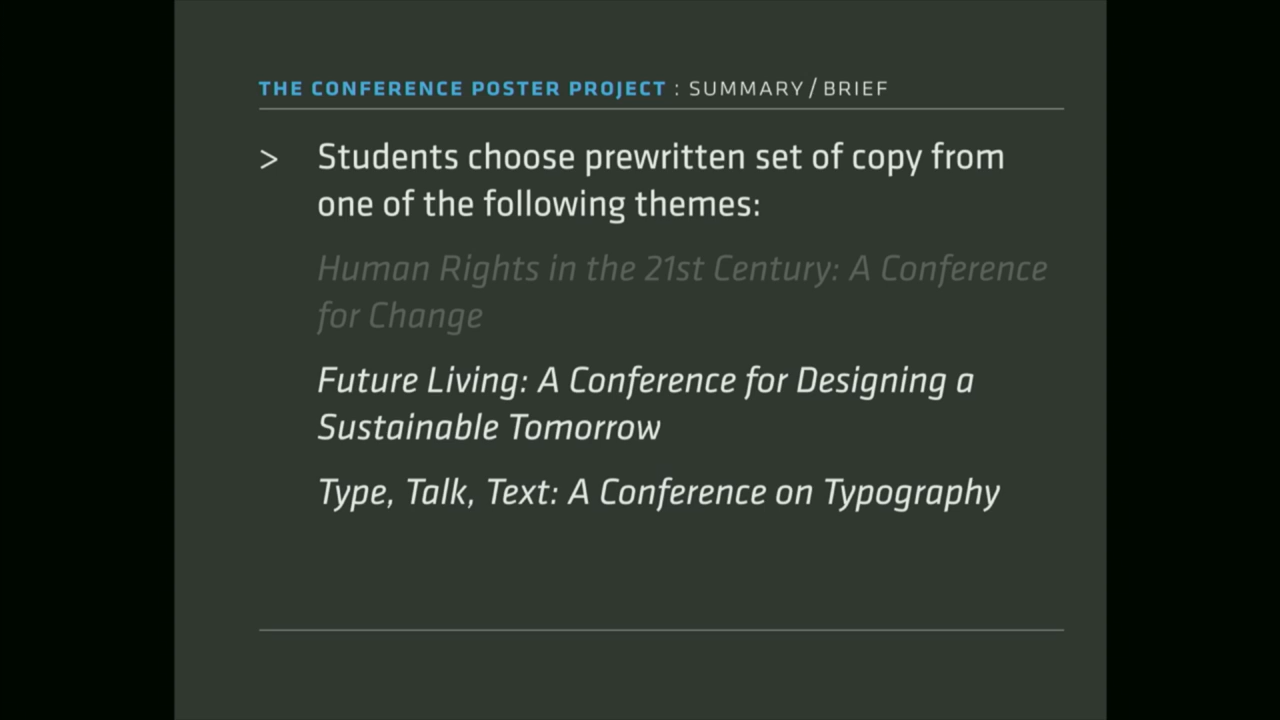 THE CONFERENCE POSTER PROJECT : SUMMARY / BRIEF
> Students choose prewritten set of copy from
one of the following themes:
Human Rights in the 21st Century: A Conference
for Change
Future Living: A Conference for Designing a
Sustainable Tomorrow
Type, Talk, Text: A Conference on Typography